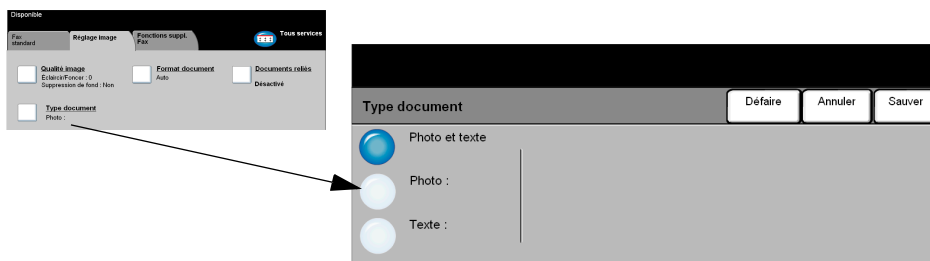 Disponible
Fax standard
Réglage image
Fonctions suppl. Fax
Tous services
Qualité image
Éclaircir/Foncer : 0
Suppression de fond : Non
Format document
Auto
Documents reliés
Désactivé
Type document
Photo :
Type document
Défaire
Annuler
Sauver
Photo et texte
Photo :
Texte :